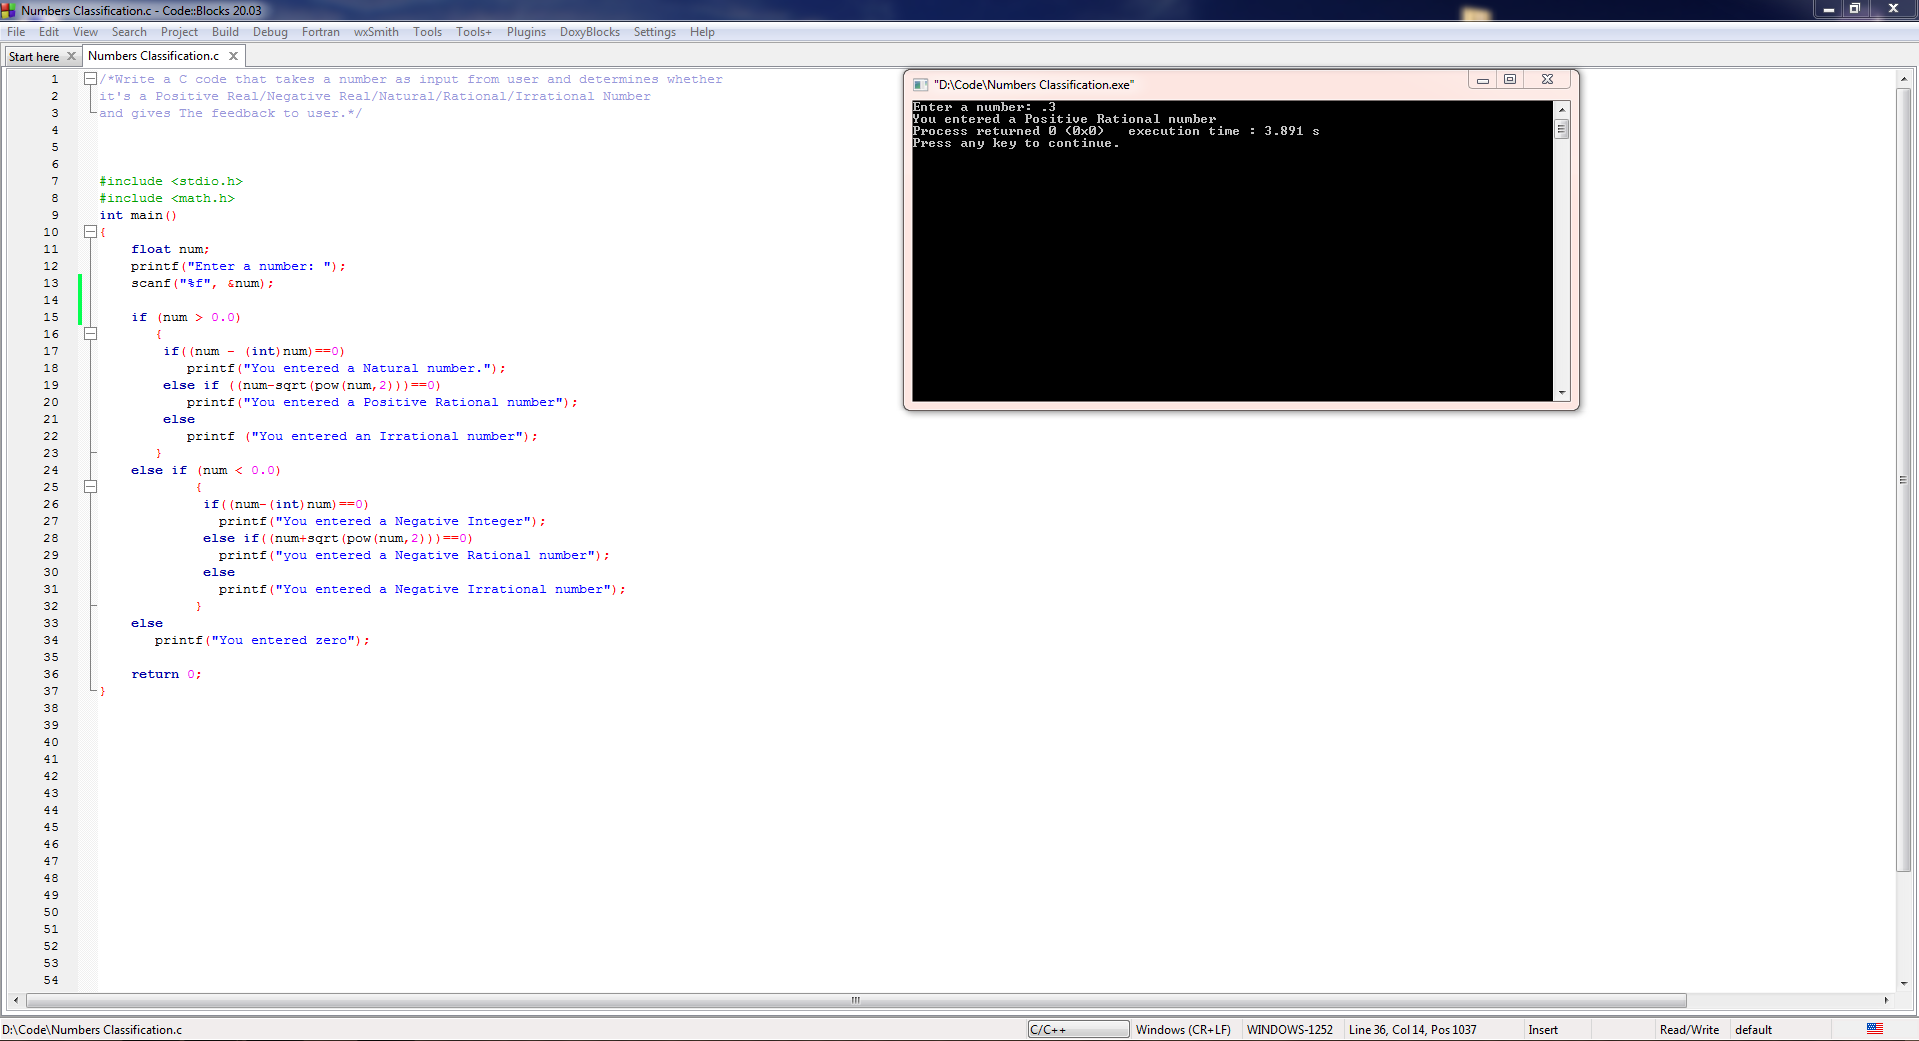 Numbers Classification.c - Code::Blocks 20.03
File Edit View Search Project Build Debug Fortran wxSmith Tools Tools+ Plugins DoxyBlocks Settings Help
Start here Numbers Classification.c
1 /*Write a C code that takes a number as input from user and determines whether
2 it's a Positive Real/Negative Real/Natural/Rational/Irrational Number
3 and gives The feedback to user.*/
4
5
6
7 #include <stdio.h>
8 #include <math.h>
9 int main()
10 {
11 float num;
12 printf("Enter a number: ");
13 scanf("%f", &num);
14
15 if (num > 0.0)
16 {
17 if((num - (int)num)==0)
18 printf("You entered a Natural number.");
19 else if ((num-sqrt(pow(num,2)))==0)
20 printf("You entered a Positive Rational number");
21 else
22 printf ("You entered an Irrational number");
23 }
24 else if (num < 0.0)
25 {
26 if((num-(int)num)==0)
27 printf("You entered a Negative Integer");
28 else if((num+sqrt(pow(num,2)))==0)
29 printf("you entered a Negative Rational number");
30 else
31 printf("You entered a Negative Irrational number");
32 }
33 else
34 printf("You entered zero");
35
36 return 0;
37 }
38
39
40
41
42
43
44
45
46
47
48
49
50
51
52
53
54
"D:\Code\Numbers Classification.exe"
Enter a number: .3
You entered a Positive Rational number
Process returned 0 (0x0) execution time : 3.891 s
Press any key to continue.
D:\Code\Numbers Classification.c C/C++ Windows (CR+LF) WINDOWS-1252 Line 36, Col 14, Pos 1037 Insert Read/Write default